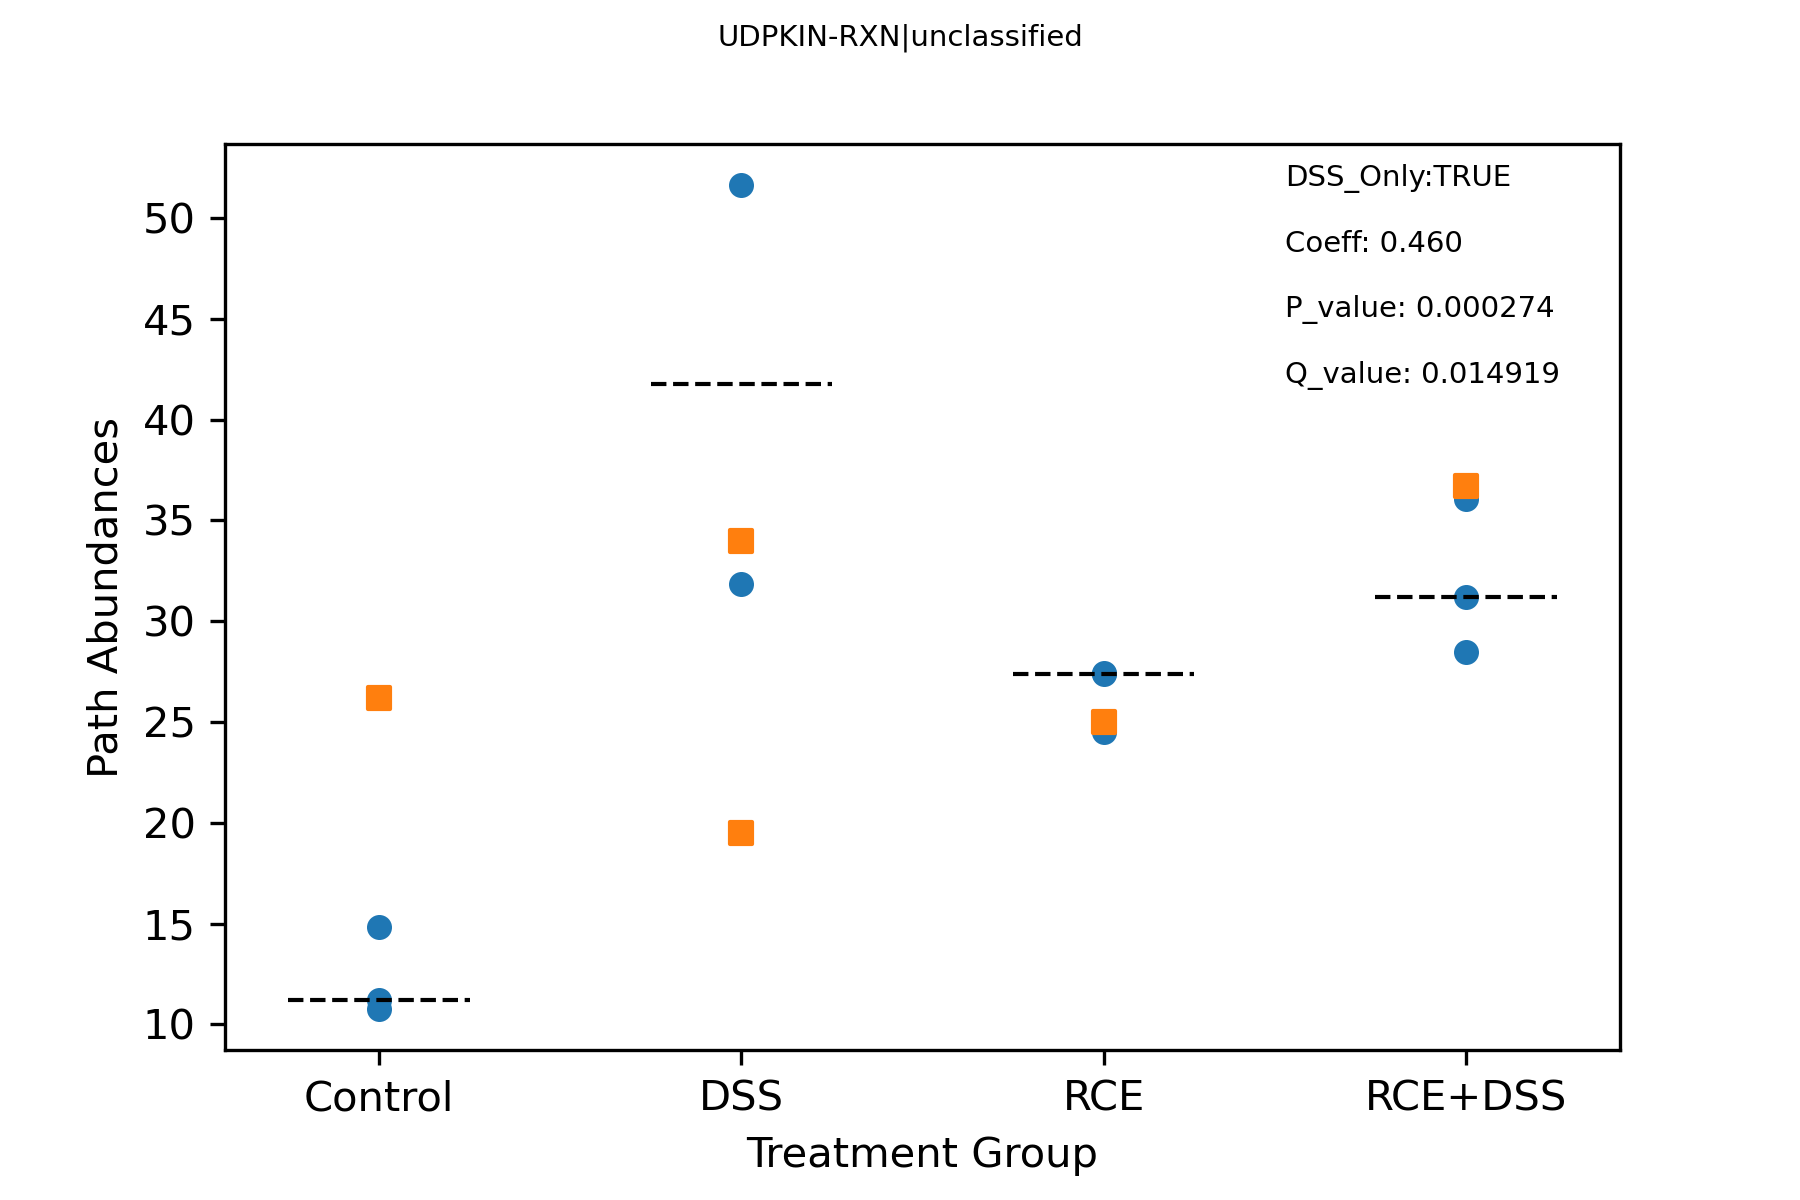 UDPKIN-RXN|unclassified
DSS_Only:TRUE
Coeff: 0.460
P_value: 0.000274
Q_value: 0.014919
Path Abundances
50
45
40
35
30
25
20
15
10
Control
DSS
RCE
RCE+DSS
Treatment Group